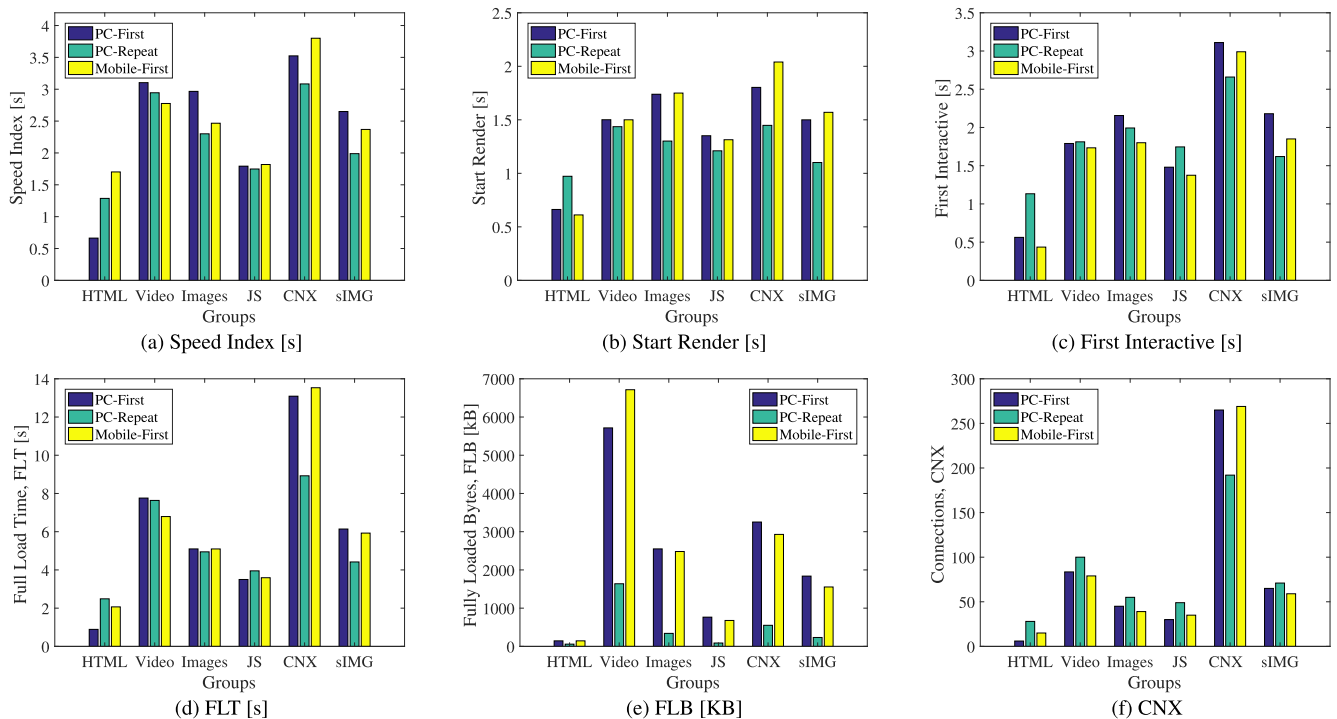 4
3.5
3
2.5
2
1.5
1
0.5
0
Speed Index [s]
PC-First
PC-Repeat
Mobile-First
HTML Video Images JS CNX sIMG
Groups
(a) Speed Index [s]
2.5
2
1.5
1
0.5
0
Start Render [s]
PC-First
PC-Repeat
Mobile-First
HTML Video Images JS CNX sIMG
Groups
(b) Start Render [s]
3.5
3
2.5
2
1.5
1
0.5
0
First Interactive [s]
PC-First
PC-Repeat
Mobile-First
HTML Video Images JS CNX sIMG
Groups
(c) First Interactive [s]
14
12
10
8
6
4
2
0
Full Load Time, FLT [s]
PC-First
PC-Repeat
Mobile-First
HTML Video Images JS CNX sIMG
Groups
(d) FLT [s]
7000
6000
5000
4000
3000
2000
1000
0
Fully Loaded Bytes, FLB [kB]
PC-First
PC-Repeat
Mobile-First
HTML Video Images JS CNX sIMG
Groups
(e) FLB [KB]
300
250
200
150
100
50
0
Connections, CNX
PC-First
PC-Repeat
Mobile-First
HTML Video Images JS CNX sIMG
Groups
(f) CNX